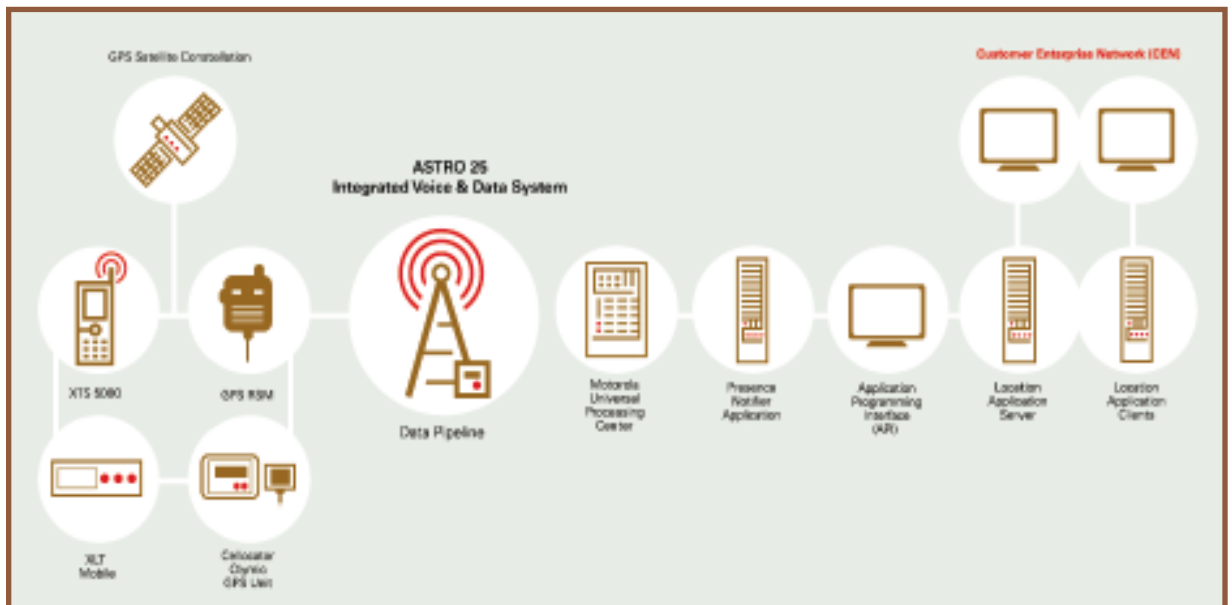 GPS Satellite Constellation
Customer Enterprise Network (CEN)
ASTRO 25
Integrated Voice & Data System
XTS 5000
GPS RSM
Data Pipeline
Motorola
Universal
Processing
Center
Presence
Notifier
Application
Application
Programming
Interface
(API)
Location
Application
Server
Location
Application
Clients
XLT
Mobile
GPS Unit